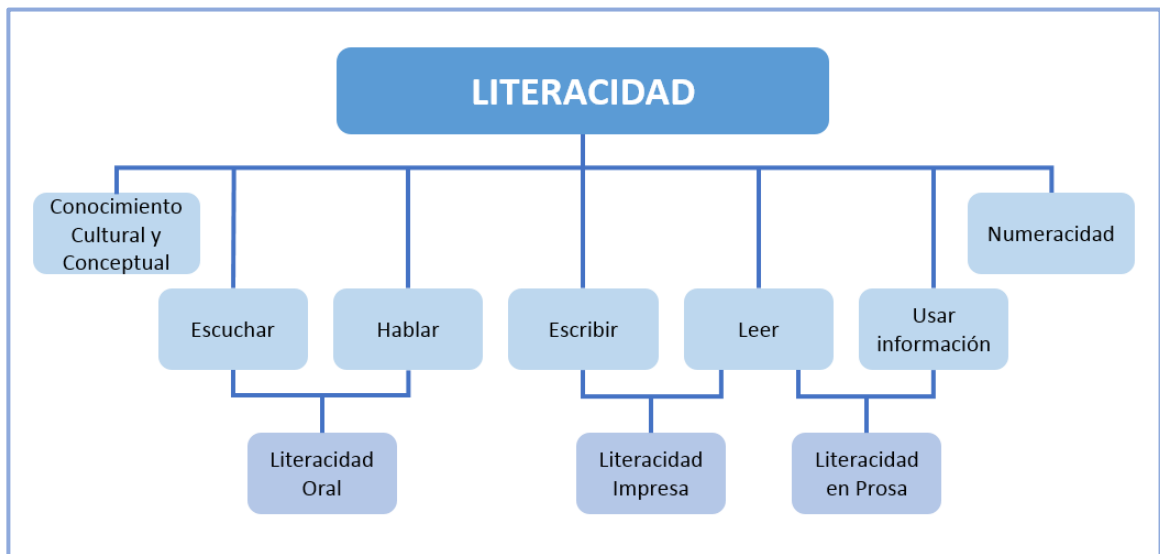 LITERACIDAD
Conocimiento
Cultural y
Conceptual
Numeracidad
Escuchar
Hablar
Escribir
Leer
Usar
información
Literacidad
Oral
Literacidad
Impresa
Literacidad
en Prosa